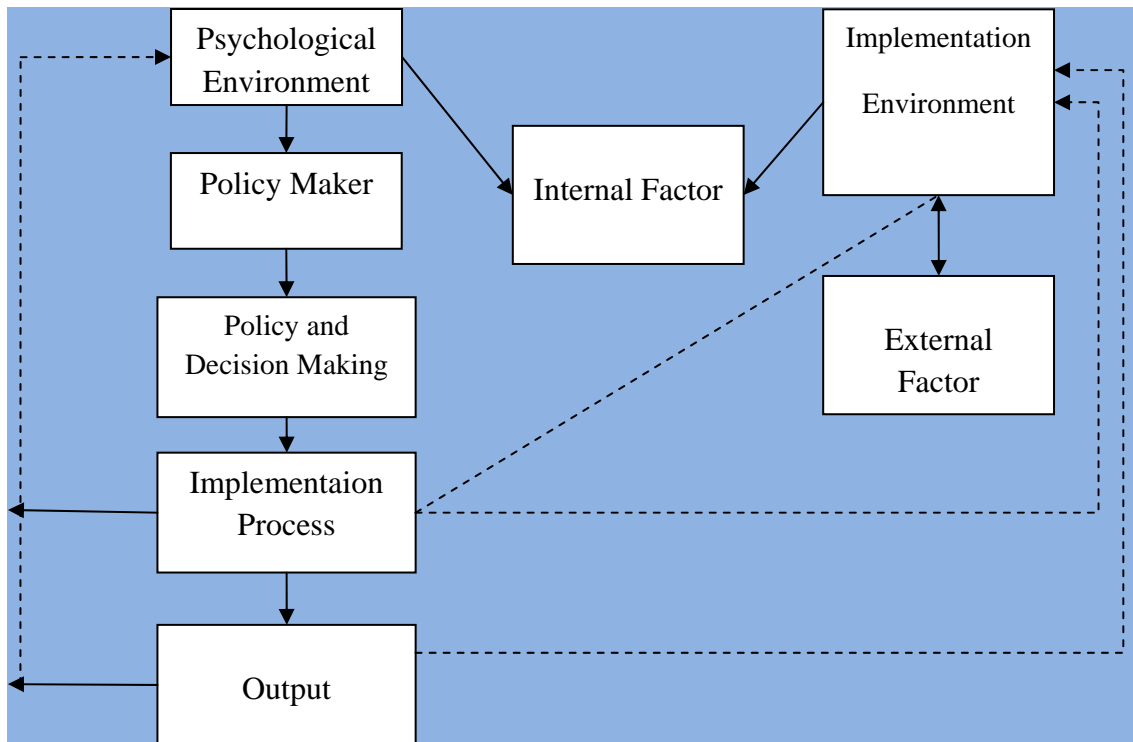 Psychological
Environment
Policy Maker
Policy and
Decision Making
Implementaion
Process
Output
Internal Factor
Implementation
Environment
External
Factor